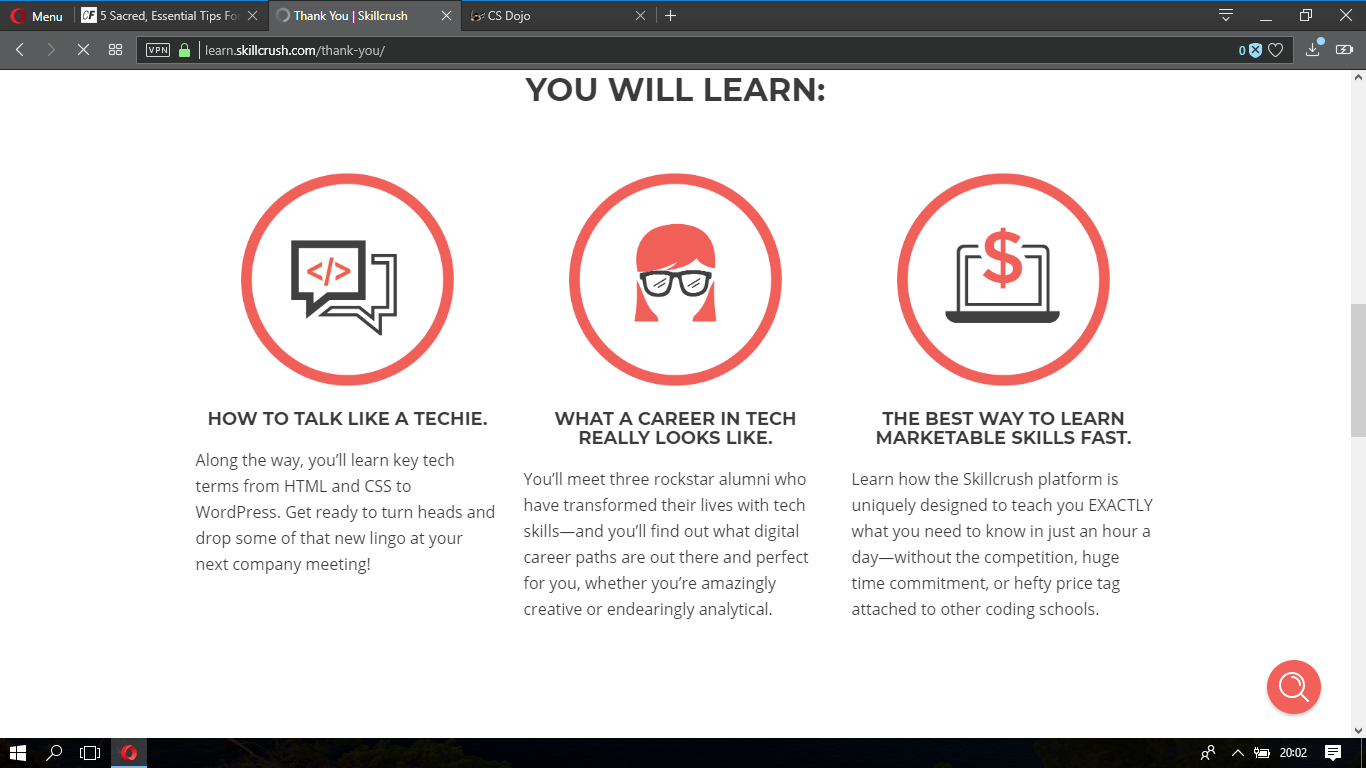 Menu
CF 5 Sacred, Essential Tips Fo
Thank You | Skillcrush
CS Dojo
VPN
learn.skillcrush.com/thank-you/
0
YOU WILL LEARN:
</>
$
HOW TO TALK LIKE A TECHIE.
Along the way, you’ll learn key tech
terms from HTML and CSS to
WordPress. Get ready to turn heads and
drop some of that new lingo at your
next company meeting!
WHAT A CAREER IN TECH
REALLY LOOKS LIKE.
You’ll meet three rockstar alumni who
have transformed their lives with tech
skills—and you’ll find out what digital
career paths are out there and perfect
for you, whether you’re amazingly
creative or endearingly analytical.
THE BEST WAY TO LEARN
MARKETABLE SKILLS FAST.
Learn how the Skillcrush platform is
uniquely designed to teach you EXACTLY
what you need to know in just an hour a
day—without the competition, huge
time commitment, or hefty price tag
attached to other coding schools.
20:02